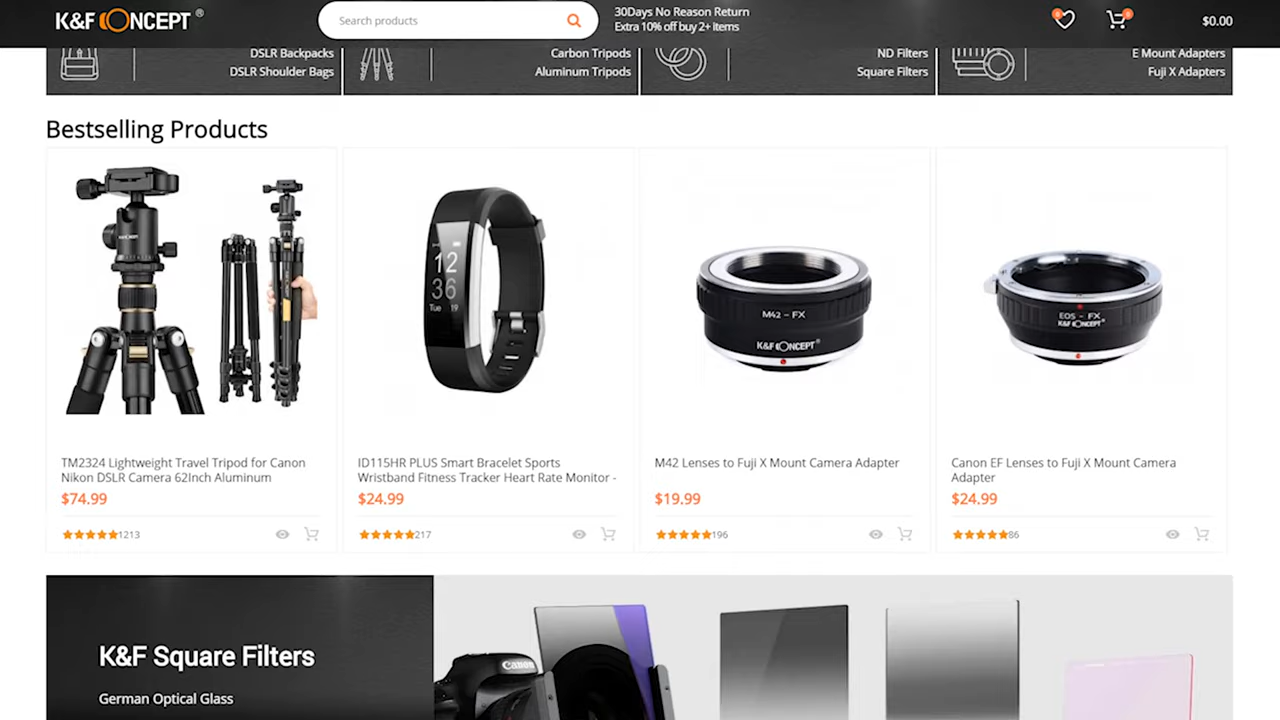 K&F CONCEPT ®
Search products
30Days No Reason Return
Extra 10% off buy 2+ items
0
0
$0.00
DSLR Backpacks
DSLR Shoulder Bags
Carbon Tripods
Aluminum Tripods
ND Filters
Square Filters
E Mount Adapters
Fuji X Adapters
Bestselling Products
12
36
Tue 19
M42 - FX
K&F CONCEPT®
EOS - FX
K&F CONCEPT®
TM2324 Lightweight Travel Tripod for Canon
Nikon DSLR Camera 62Inch Aluminum
$74.99
1213
ID115HR PLUS Smart Bracelet Sports
Wristband Fitness Tracker Heart Rate Monitor -
$24.99
217
M42 Lenses to Fuji X Mount Camera Adapter
$19.99
196
Canon EF Lenses to Fuji X Mount Camera
Adapter
$24.99
86
K&F Square Filters
German Optical Glass
Canon